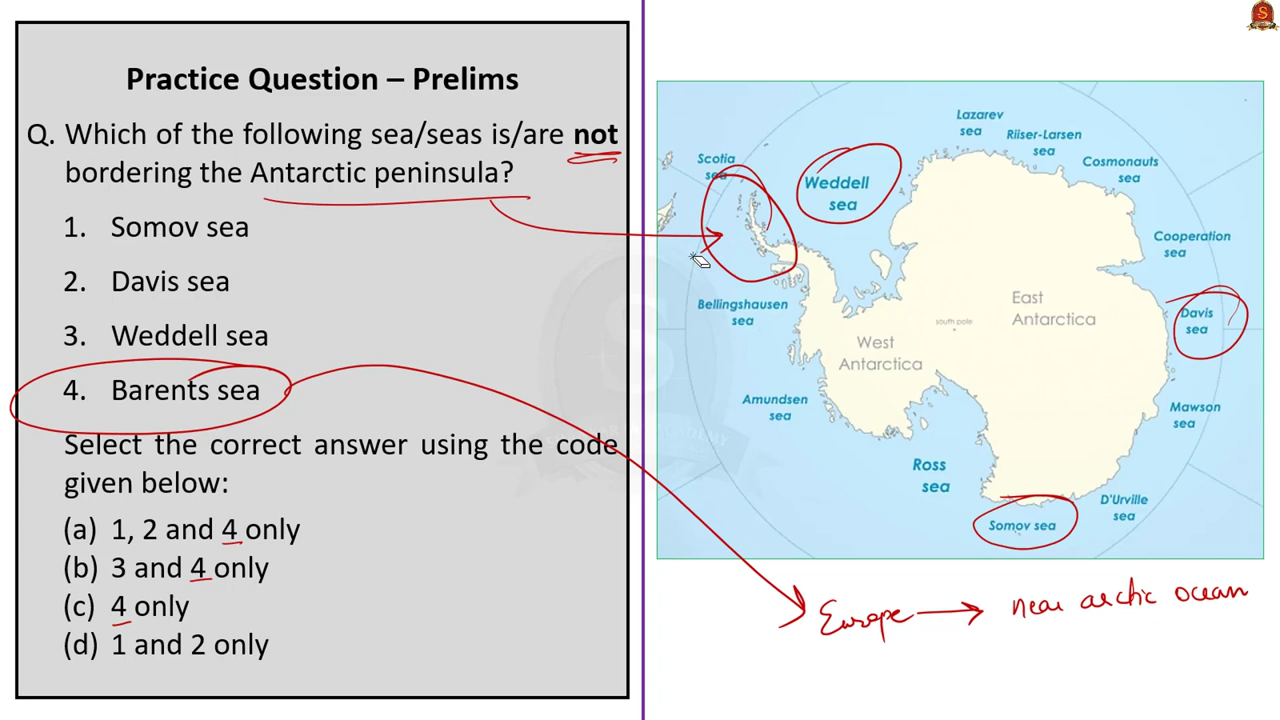 Practice Question – Prelims
Q. Which of the following sea/seas is/are not
bordering the Antarctic peninsula?
1. Somov sea
2. Davis sea
3. Weddell sea
4. Barents sea
Select the correct answer using the code
given below:
(a) 1, 2 and 4 only
(b) 3 and 4 only
(c) 4 only
(d) 1 and 2 only
Lazarev
sea
Riiser-Larsen
sea
Cosmonauts
sea
Scotia
sea
Weddell
sea
Cooperation
sea
Bellingshausen
sea
East
Antarctica
south pole
Davis
sea
West
Antarctica
Amundsen
sea
Mawson
sea
Ross
sea
D'Urville
sea
Somov sea
Europe → near arctic ocean